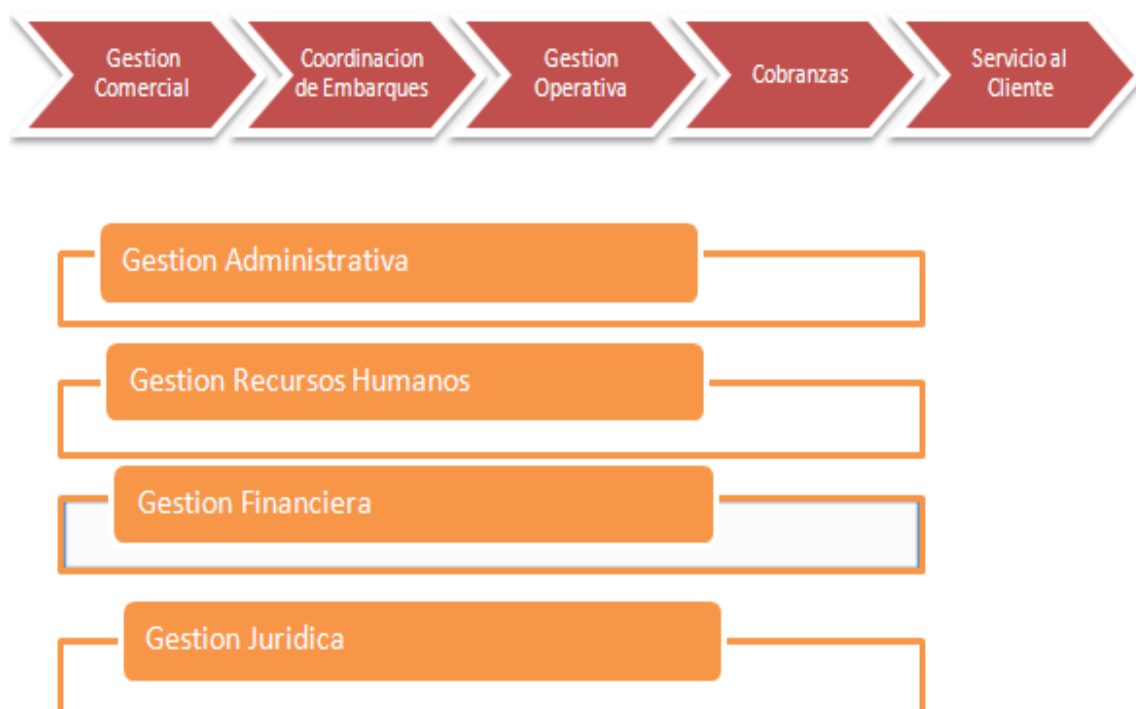 Gestion
Comercial
Coordinacion
de Embarques
Gestion
Operativa
Cobranzas
Servicio al
Cliente
Gestion Administrativa
Gestion Recursos Humanos
Gestion Financiera
Gestion Juridica